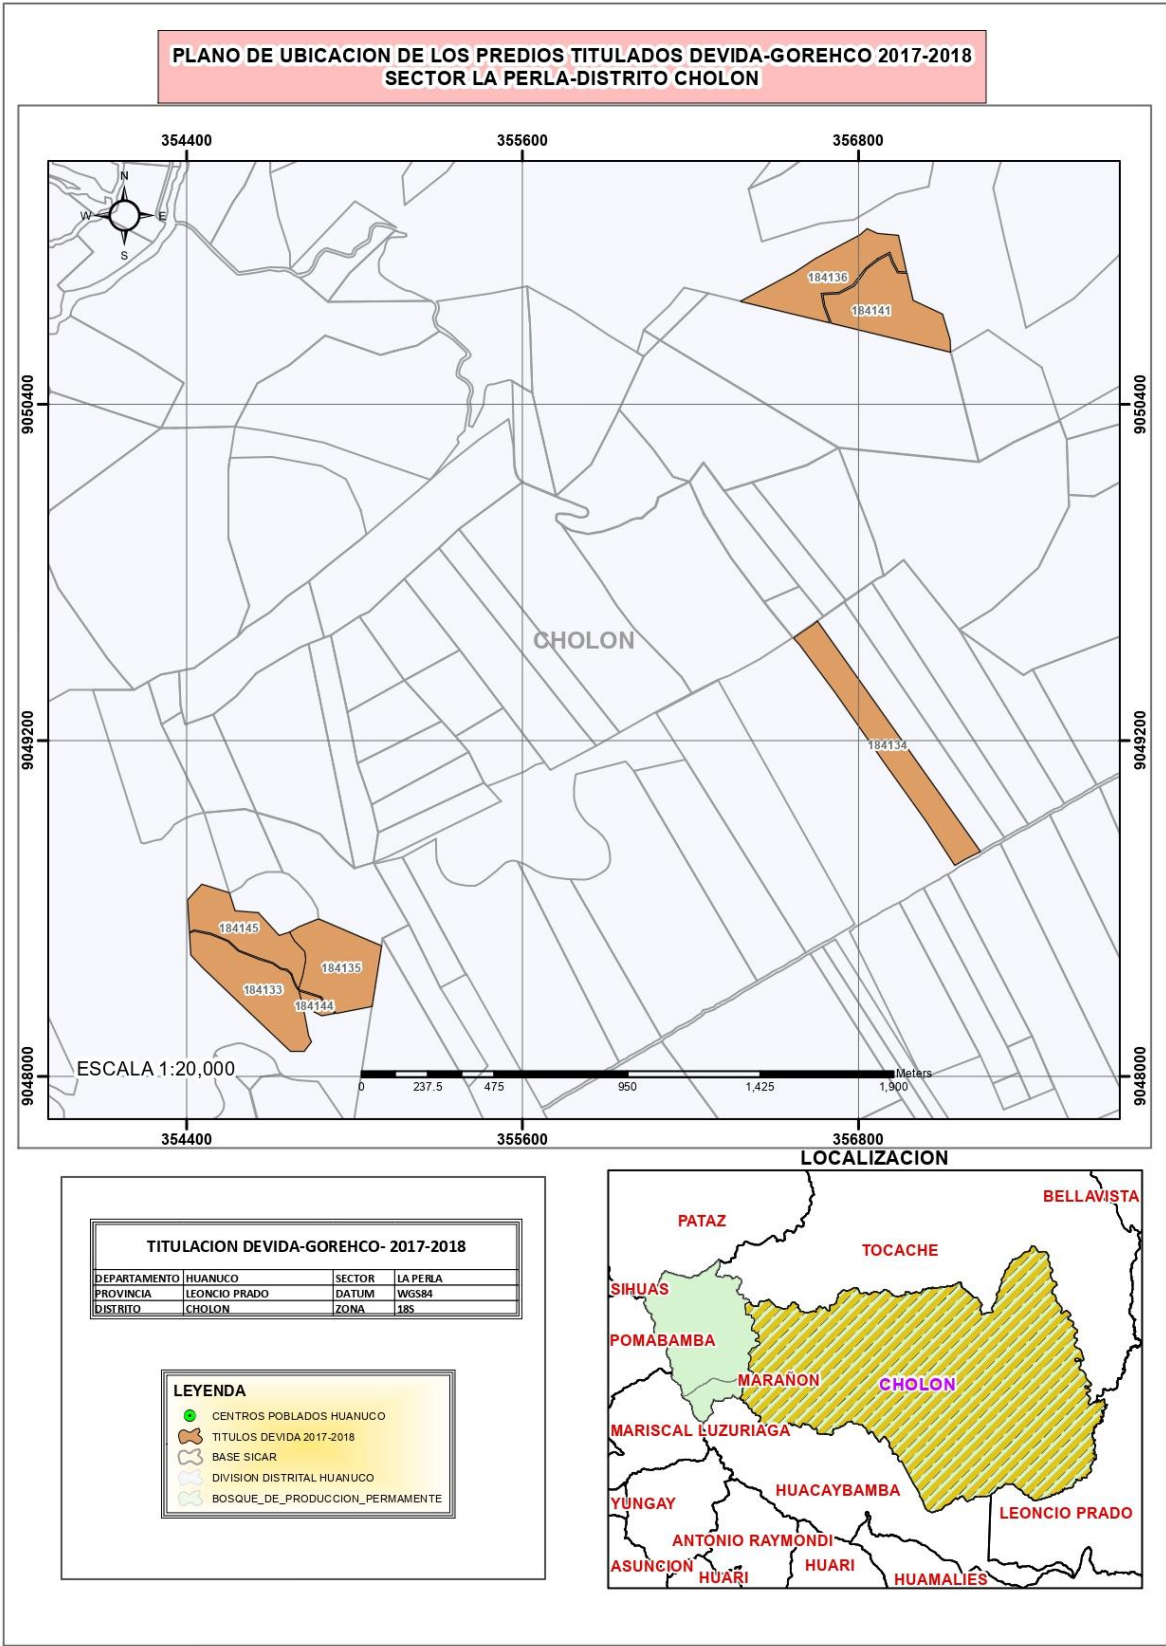 PLANO DE UBICACION DE LOS PREDIOS TITULADOS DEVIDA-GOREHCO 2017-2018
SECTOR LA PERLA-DISTRITO CHOLON
354400 355600 356800
N
W E
S
184136
184141
9050400 9050400
CHOLON
9049200 9049200
184134
184145
184135
184133
184144
ESCALA 1:20,000
9048000 9048000
Meters
0 237.5 475 950 1,425 1,900
354400 355600 356800
TITULACION DEVIDA-GOREHCO- 2017-2018
DEPARTAMENTO HUANUCO SECTOR LA PERLA
PROVINCIA LEONCIO PRADO DATUM WGS84
DISTRITO CHOLON ZONA 18S
LEYENDA
CENTROS POBLADOS HUANUCO
TITULOS DEVIDA 2017-2018
BASE SICAR
DIVISION DISTRITAL HUANUCO
BOSQUE_DE_PRODUCCION_PERMAMENTE
LOCALIZACION
BELLAVISTA
PATAZ
TOCACHE
SIHUAS
POMABAMBA
MARAÑON
CHOLON
MARISCAL LUZURIAGA
HUACAYBAMBA
YUNGAY
LEONCIO PRADO
ANTONIO RAYMONDI
ASUNCION
HUARI
HUARI
HUAMALIES